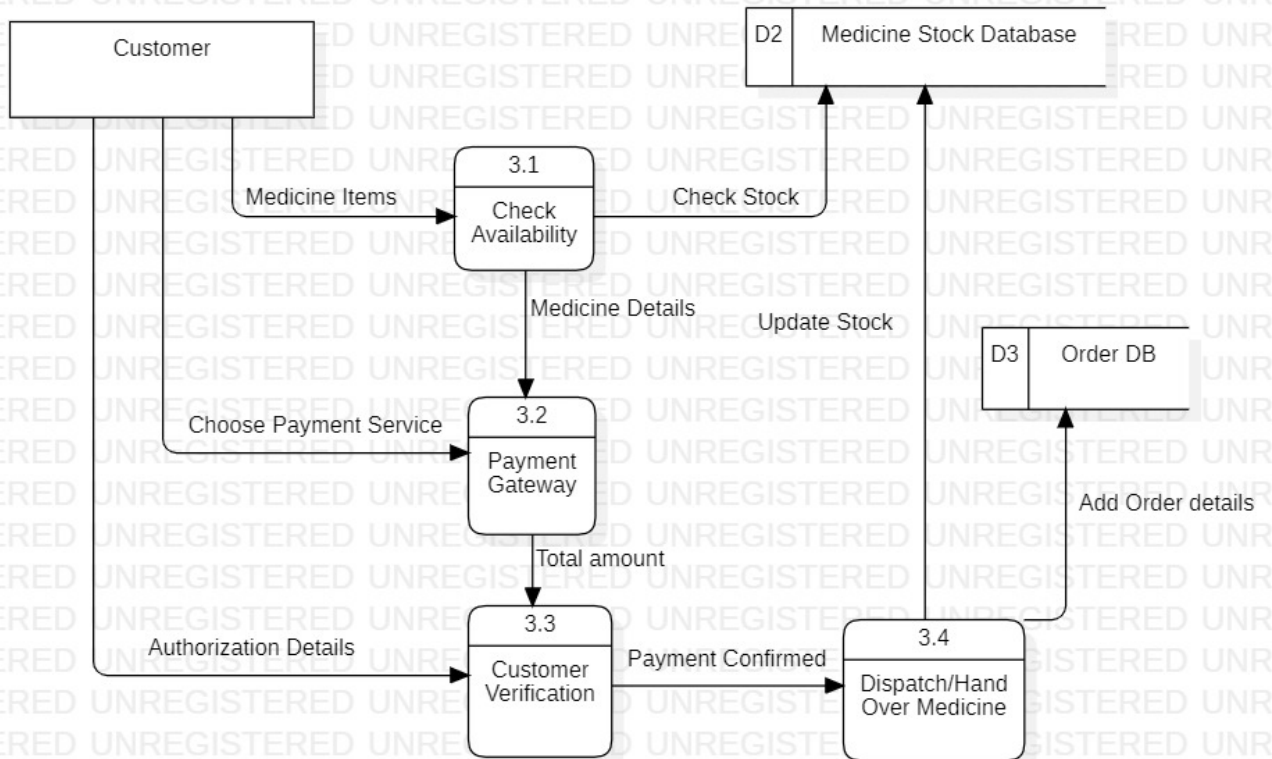 Customer
D2
Medicine Stock Database
3.1
Check
Availability
Medicine Items
Check Stock
Medicine Details
Update Stock
D3
Order DB
3.2
Payment
Gateway
Choose Payment Service
Add Order details
Total amount
3.3
Customer
Verification
Authorization Details
Payment Confirmed
3.4
Dispatch/Hand
Over Medicine
UNREGISTERED